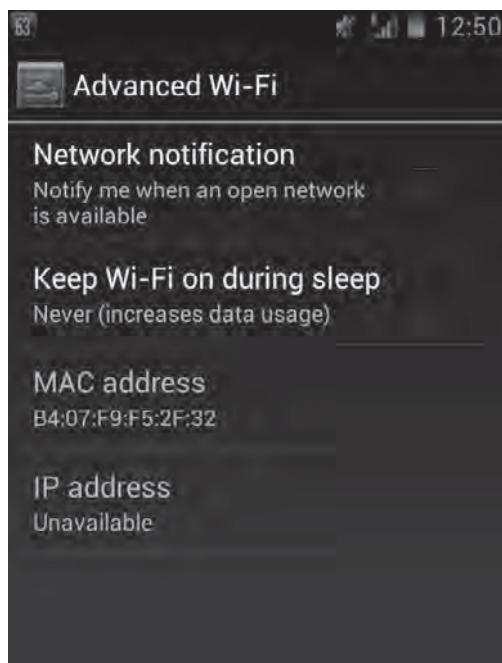 63 12:50
Advanced Wi-Fi
Network notification
Notify me when an open network
is available
Keep Wi-Fi on during sleep
Never (increases data usage)
MAC address
B4:07:F9:F5:2F:32
IP address
Unavailable